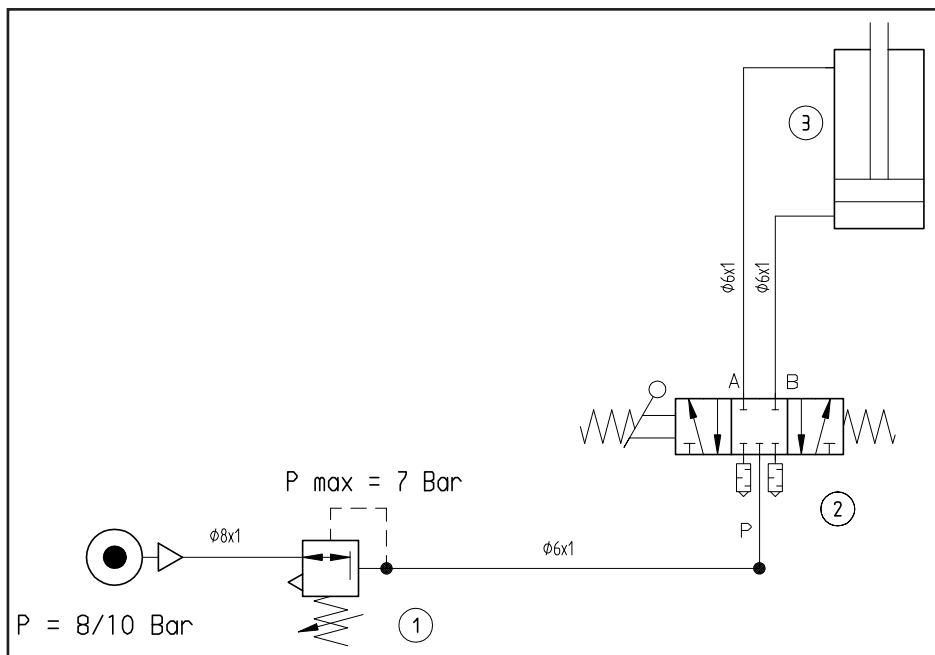 3
φ6x1
φ6x1
A
B
P max = 7 Bar
2
P
φ8x1
φ6x1
P = 8/10 Bar
1